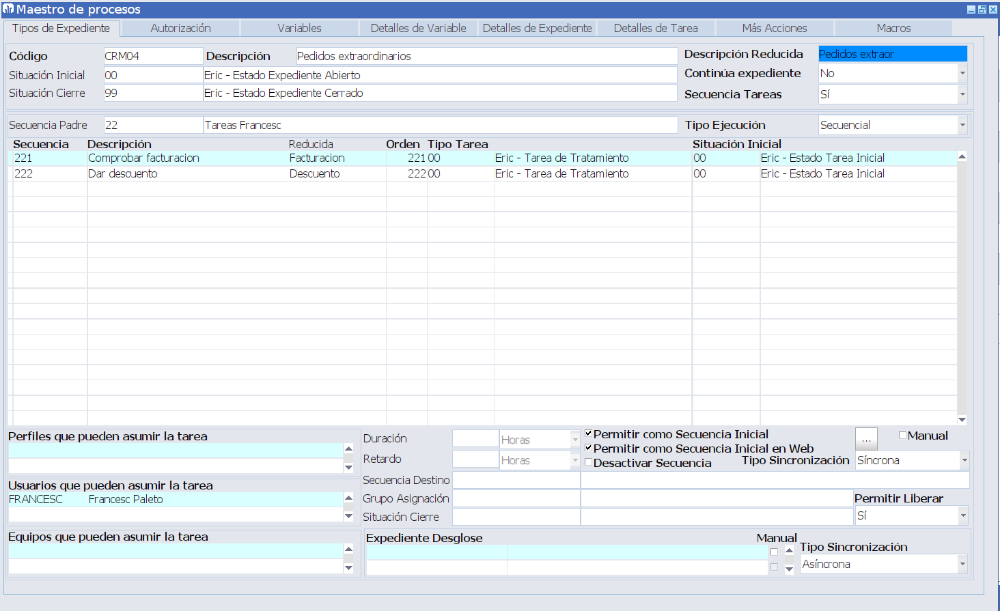 Maestro de procesos
Tipos de Expediente Autorización Variables Detalles de Variable Detalles de Expediente Detalles de Tarea Más Acciones Macros
Código CRM04 Descripción Pedidos extraordinarios Descripción Reducida Pedidos extraor
Situación Inicial 00 Eric - Estado Expediente Abierto Continúa expediente No
Situación Cierre 99 Eric - Estado Expediente Cerrado Secuencia Tareas Sí
Secuencia Padre 22 Tareas Francesc Tipo Ejecución Secuencial
Secuencia Descripción Reducida Orden Tipo Tarea Situación Inicial
221 Comprobar facturacion Facturacion 221 00 Eric - Tarea de Tratamiento 00 Eric - Estado Tarea Inicial
222 Dar descuento Descuento 222 00 Eric - Tarea de Tratamiento 00 Eric - Estado Tarea Inicial
Perfiles que pueden asumir la tarea
Usuarios que pueden asumir la tarea
FRANCESC Francesc Paleto
Equipos que pueden asumir la tarea
Duración Horas Permitir como Secuencia Inicial ... Manual
Permitir como Secuencia Inicial en Web
Retardo Horas Desactivar Secuencia Tipo Sincronización Síncrona
Secuencia Destino
Grupo Asignación Permitir Liberar
Situación Cierre Sí
Expediente Desglose Manual
Tipo Sincronización
Asíncrona